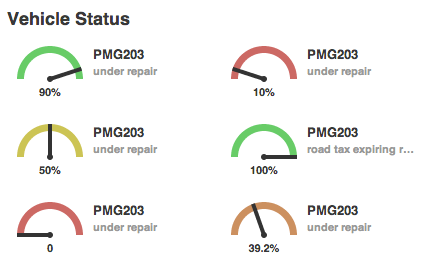 Vehicle Status
PMG203
under repair
90%
PMG203
under repair
10%
PMG203
under repair
50%
PMG203
road tax expiring r...
100%
PMG203
under repair
0
PMG203
under repair
39.2%